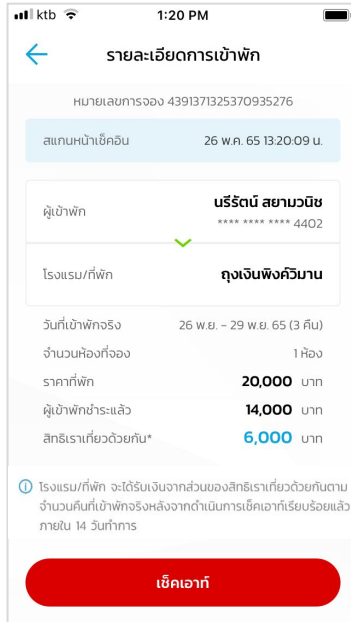 ktb 1:20 PM
รายละเอียดการเข้าพัก
หมายเลขการจอง 4391371325370935276
สแกนหน้าเช็คอิน 26 พ.ค. 65 13:20:09 น.
ผู้เข้าพัก นรีรัตน์ สยามวนิช
**** **** **** 4402
โรงแรม/ที่พัก ถุงเงินพิงค์วิมาน
วันที่เข้าพักจริง 26 พ.ย. - 29 พ.ย. 65 (3 คืน)
จำนวนห้องที่จอง 1 ห้อง
ราคาที่พัก 20,000 บาท
ผู้เข้าพักชำระแล้ว 14,000 บาท
สิทธิเราเที่ยวด้วยกัน* 6,000 บาท
โรงแรม/ที่พัก จะได้รับเงินจากส่วนของสิทธิเราเที่ยวด้วยกันตาม
จำนวนคืนที่เข้าพักจริงหลังจากดำเนินการเช็คเอาท์เรียบร้อยแล้ว
ภายใน 14 วันทำการ
เช็คเอาท์